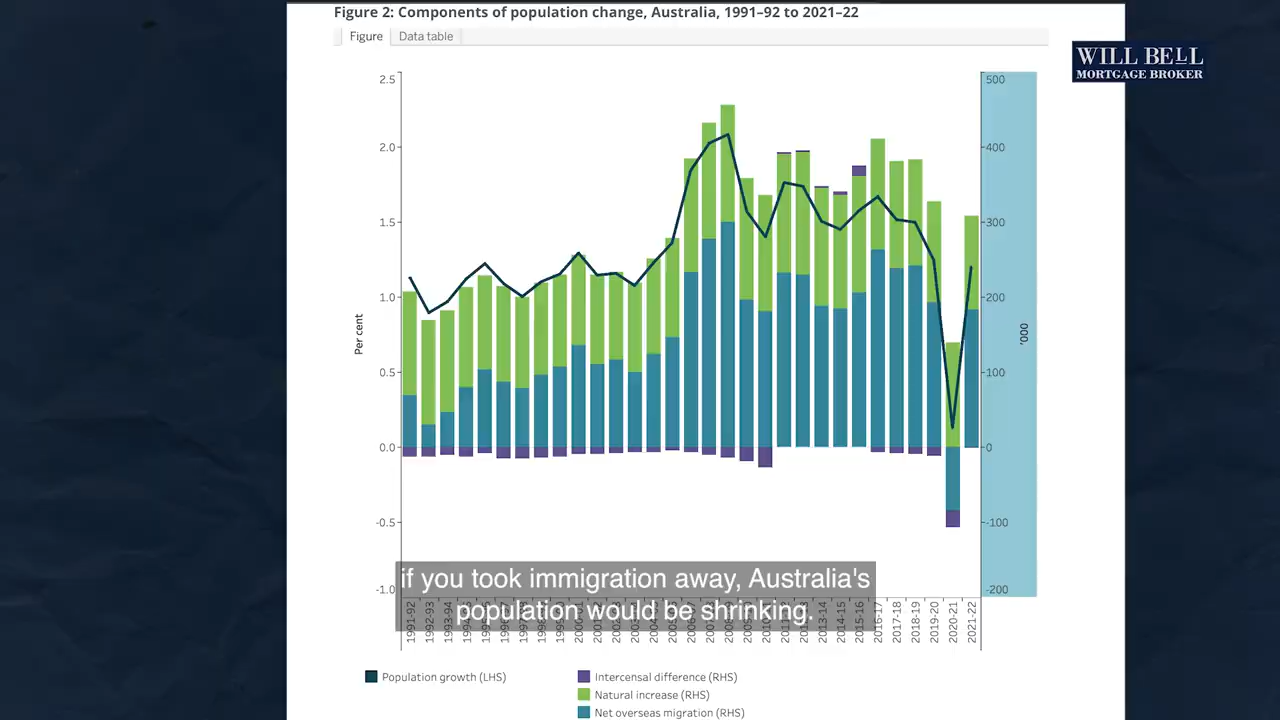 Figure 2: Components of population change, Australia, 1991–92 to 2021–22
Figure
Data table
WILL BELL
MORTGAGE BROKER
2.5
2.0
1.5
1.0
0.5
0.0
-0.5
-1.0
Per cent
500
400
300
200
100
0
-100
-200
'000
if you took immigration away, Australia's
population would be shrinking.
1991-92
1992-93
1993-94
2013-14
2014-15
2015-16
2016-17
2017-18
2018-19
2019-20
2020-21
2021-22
Population growth (LHS)
Intercensal difference (RHS)
Natural increase (RHS)
Net overseas migration (RHS)